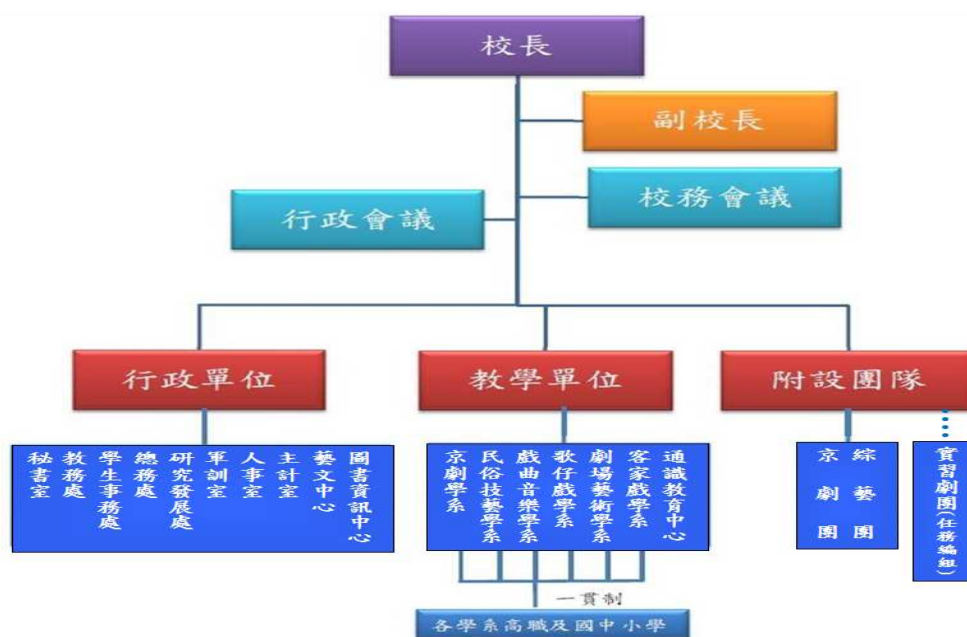 校長
副校長
校務會議
行政會議
行政單位
教學單位
附設團隊
秘書室
教務處
學生事務處
總務處
研究發展處
軍訓室
人事室
主計室
藝文中心
圖書資訊中心
京劇學系
民俗技藝學系
戲曲音樂學系
歌仔戲學系
劇場藝術學系
客家戲學系
通識教育中心
京劇團
綜藝團
實習劇團(任務編組)
一貫制
各學系高職及國中小學